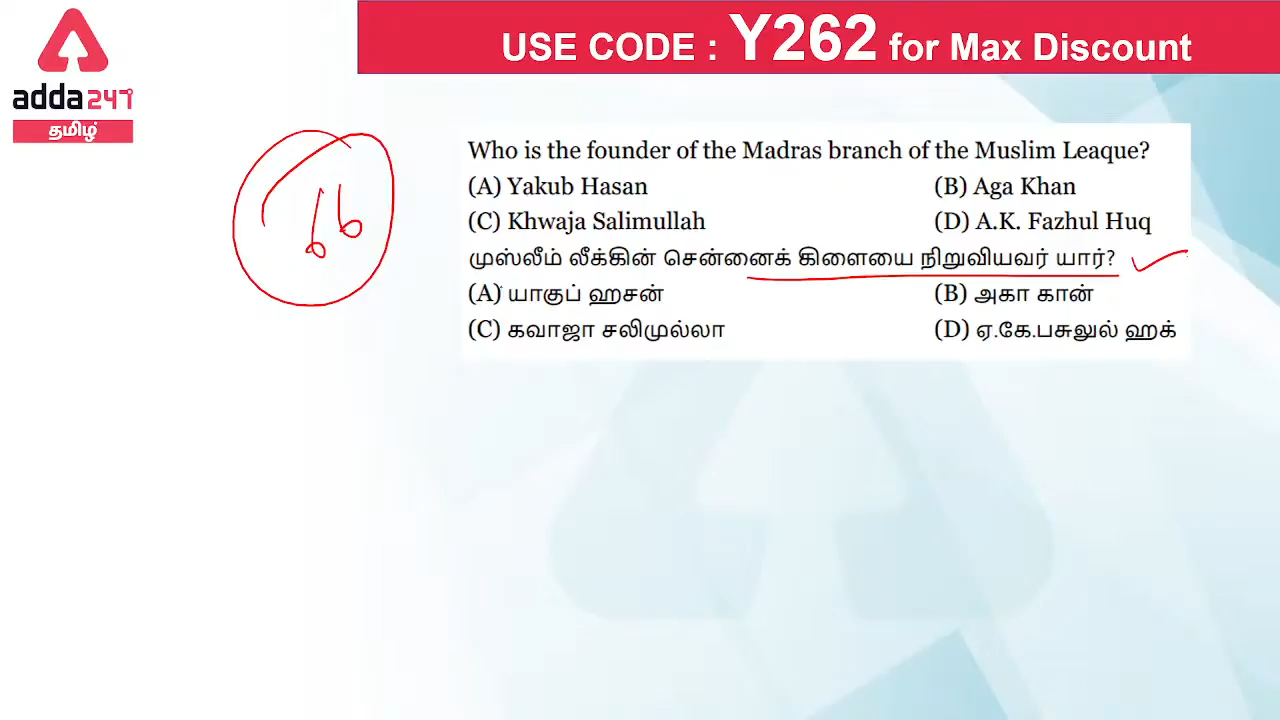 USE CODE : Y262 for Max Discount
adda247
தமிழ்
66
Who is the founder of the Madras branch of the Muslim Leaque?
(A) Yakub Hasan (B) Aga Khan
(C) Khwaja Salimullah (D) A.K. Fazhul Huq
முஸ்லீம் லீக்கின் சென்னைக் கிளையை நிறுவியவர் யார்?
(A) யாகுப் ஹசன் (B) அகா கான்
(C) கவாஜா சலிமுல்லா (D) ஏ.கே.பசுலுல் ஹக்